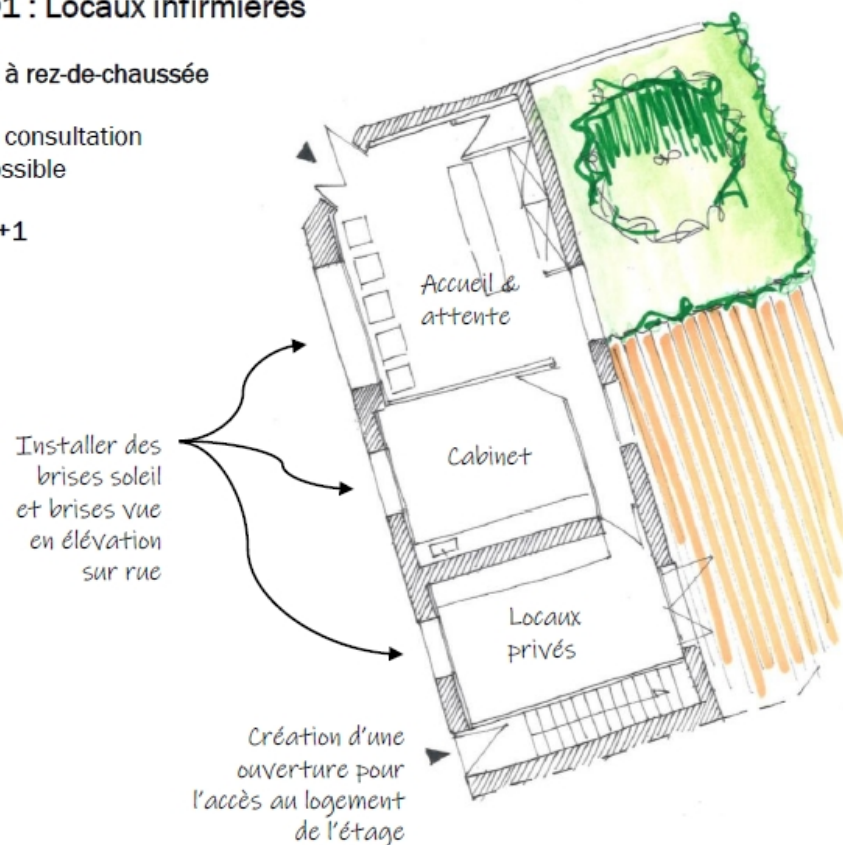 1 : Locaux infirmières
à rez-de-chaussée
consultation
ossible
+1
Accueil &
attente
Cabinet
Installer des
brises soleil
et brises vue
en élévation
sur rue
Locaux
privés
Création d'une
ouverture pour
l'accès au logement
de l'étage